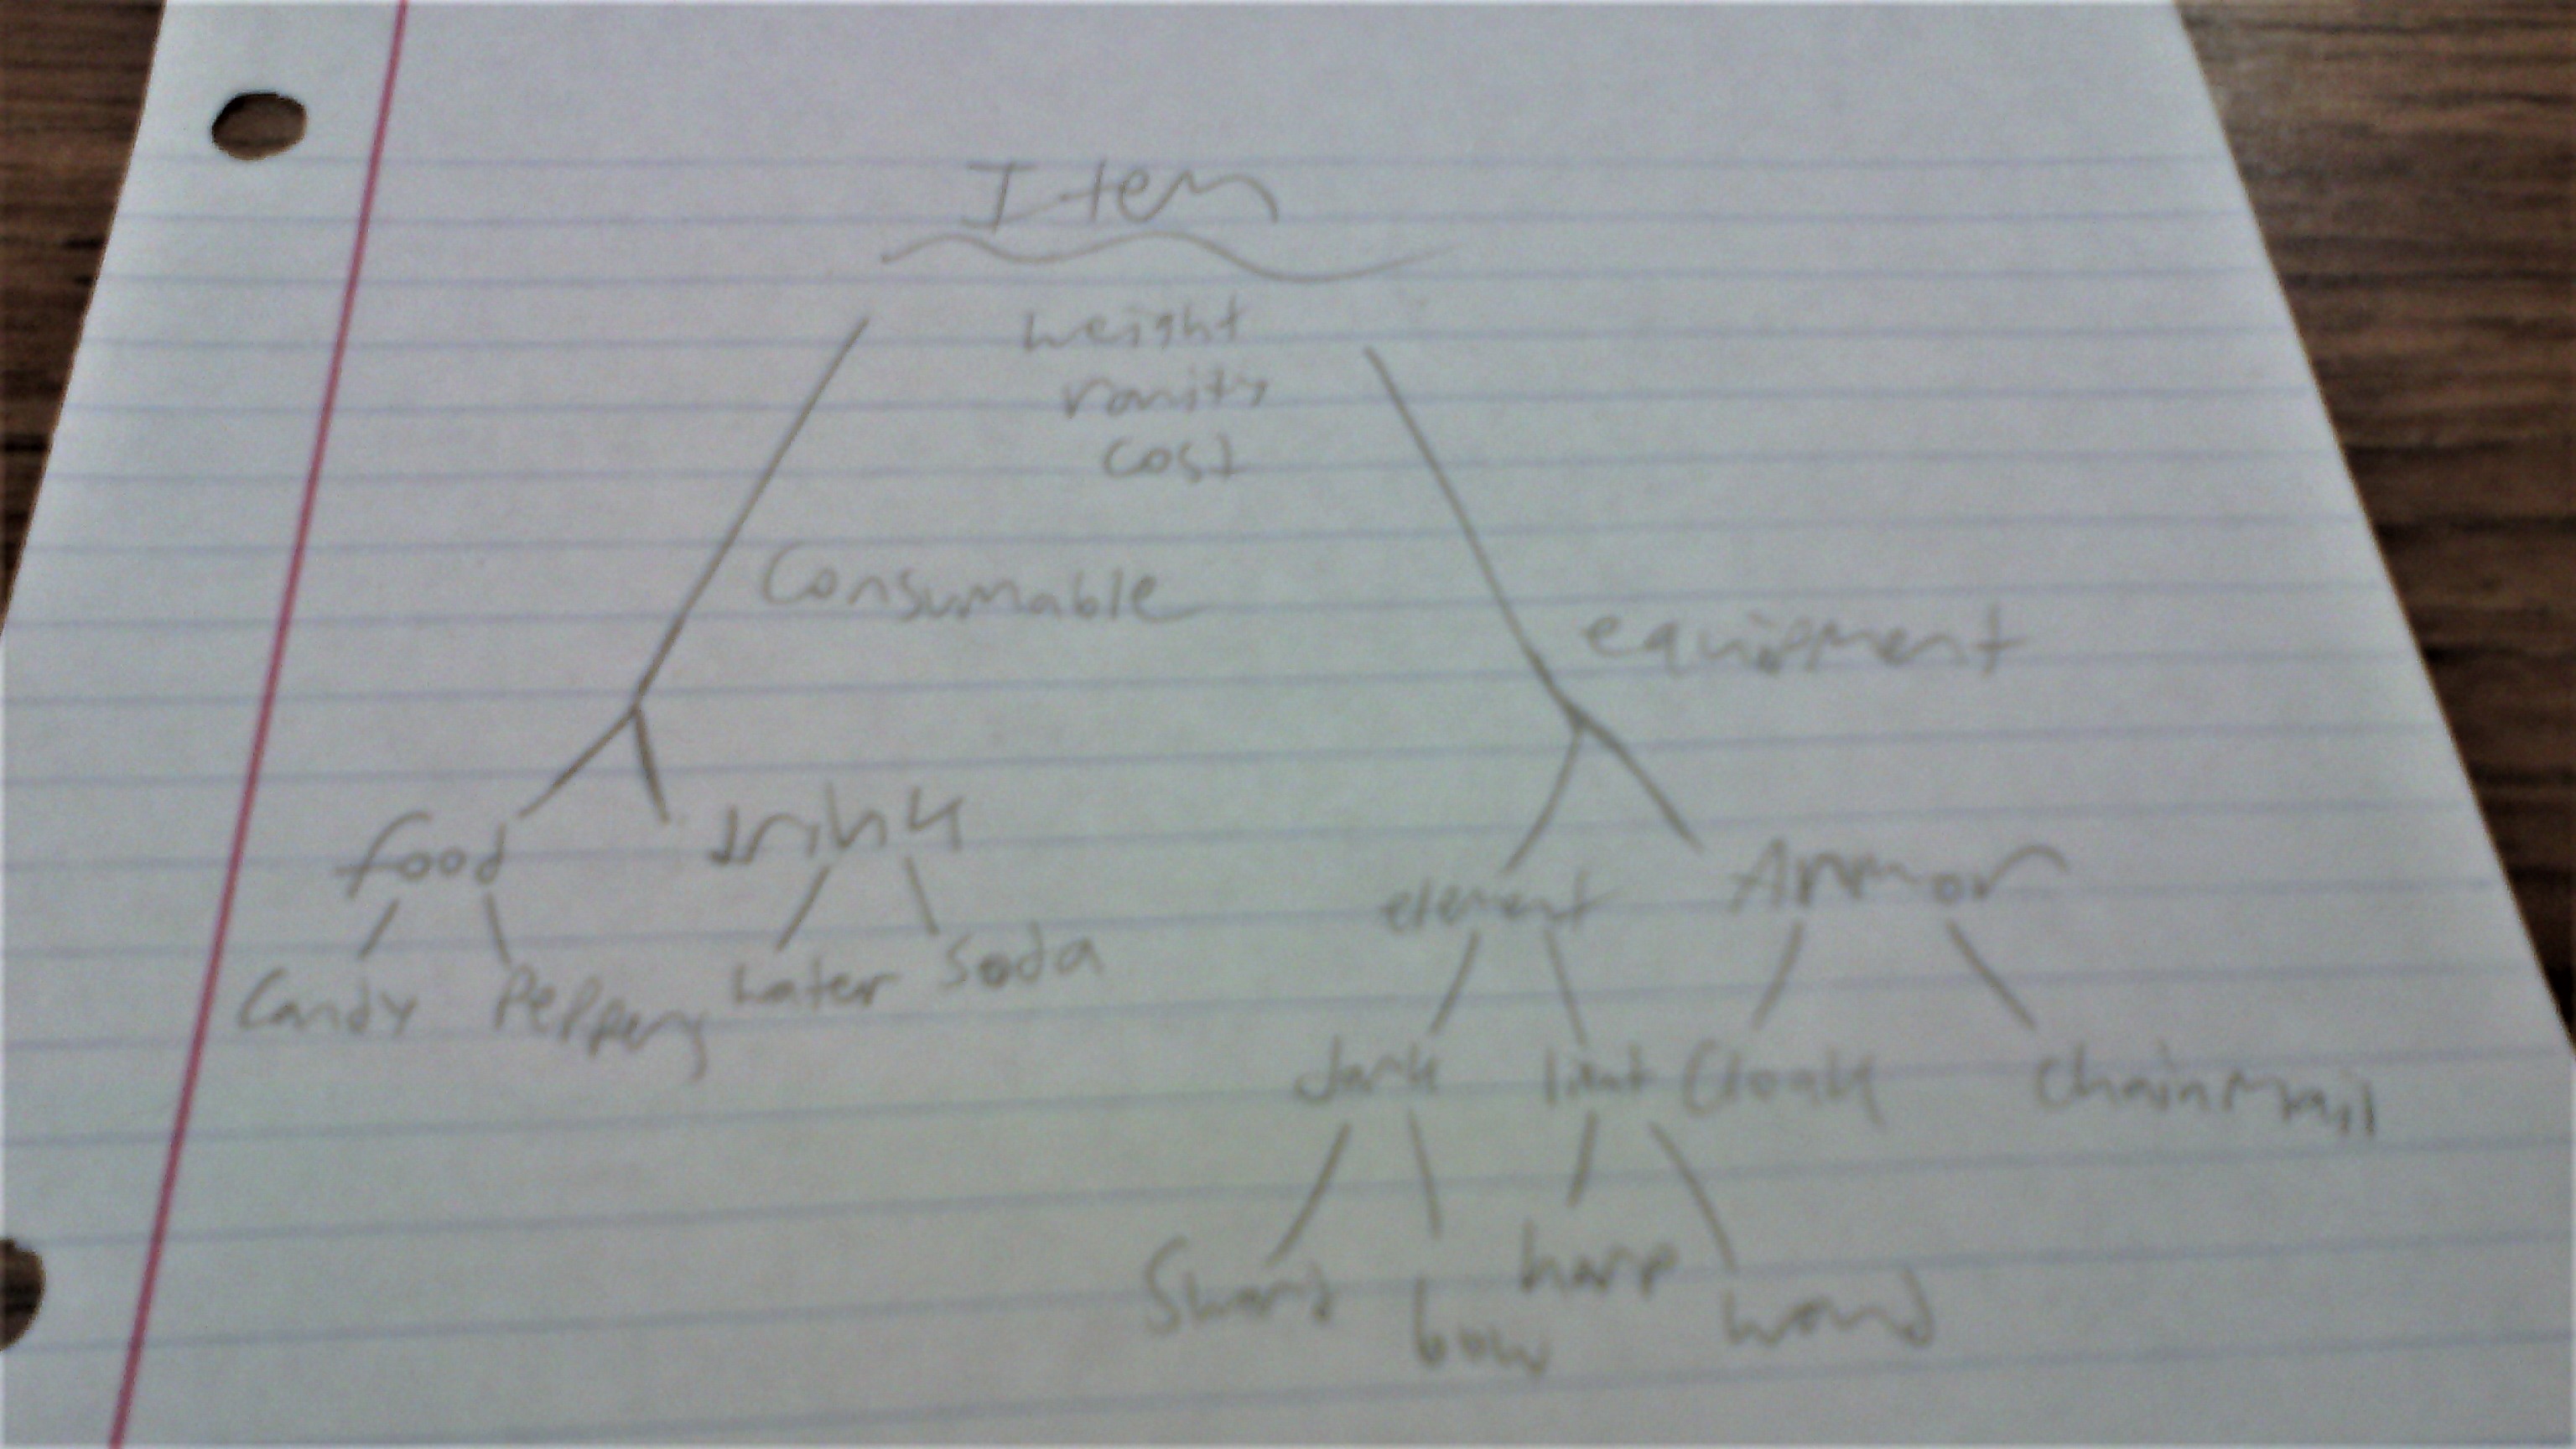 Item
weight
rarity
cost
Consumable
equipment
food
drink
element
Armor
Candy
water
soda
dark
light
Cloak
chainmail
Sword
bow
harp
wand